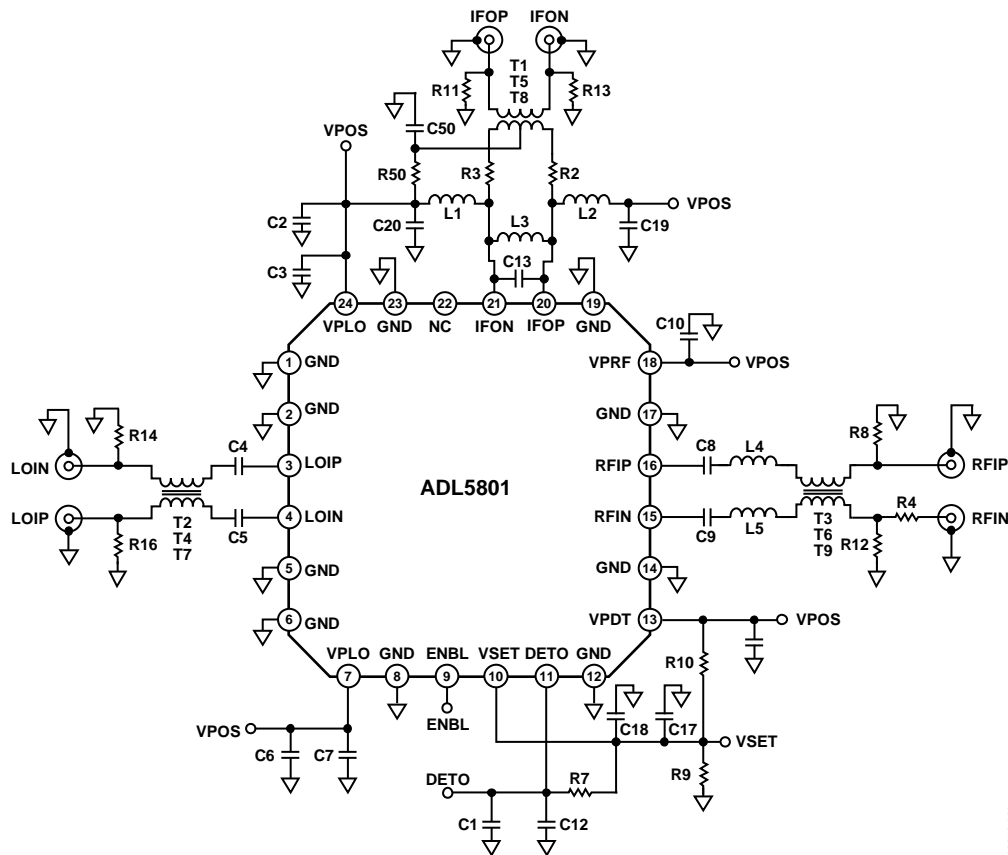 IFOP IFON
T1
T5
T8
R11 R13
C50
VPOS
R50 R3 R2
L1 L2 VPOS
C2 C20 L3 C19
C3 C13
24 23 22 21 20 19
VPLO GND NC IFON IFOP GND
C10
1 GND
VPRF 18 VPOS
2 GND
GND 17
R14 C4
R8
LOIN 3 LOIP
RFIP 16 C8 L4 RFIP
ADL5801
LOIP 4 LOIN
RFIN 15 C9 L5 R4 RFIN
T2
T4
T7
C5
R16
T3
T6
T9
R12
5 GND
GND 14
6 GND
VPDT 13 VPOS
VPLO GND ENBL VSET DETO GND
7 8 9 10 11 12
R10
ENBL
C18 C17
VPOS
VSET
C6 C7
R9
DETO R7
C1 C12